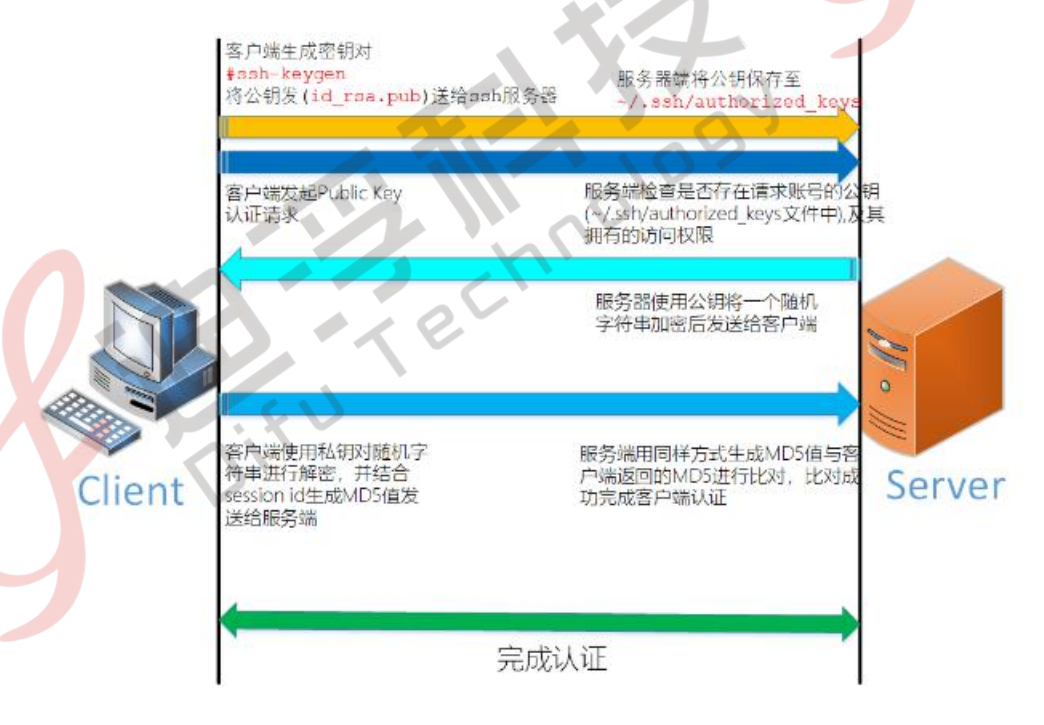 客户端生成密钥对
#ssh-keygen
将公钥发(id_rsa.pub)送给ssh服务器
服务器端将公钥保存至
~/.ssh/authorized_keys
客户端发起Public Key
认证请求
服务端检查是否存在请求账号的公钥
(~/.ssh/authorized_keys文件中),及其
拥有的访问权限
服务器使用公钥将一个随机
字符串加密后发送给客户端
客户端使用私钥对随机字
符串进行解密，并结合
session id生成MD5值发
送给服务端
服务端用同样方式生成MD5值与客
户端返回的MD5进行比对，比对成
功完成客户端认证
Client
Server
完成认证
迪孚科技
Difu Technology